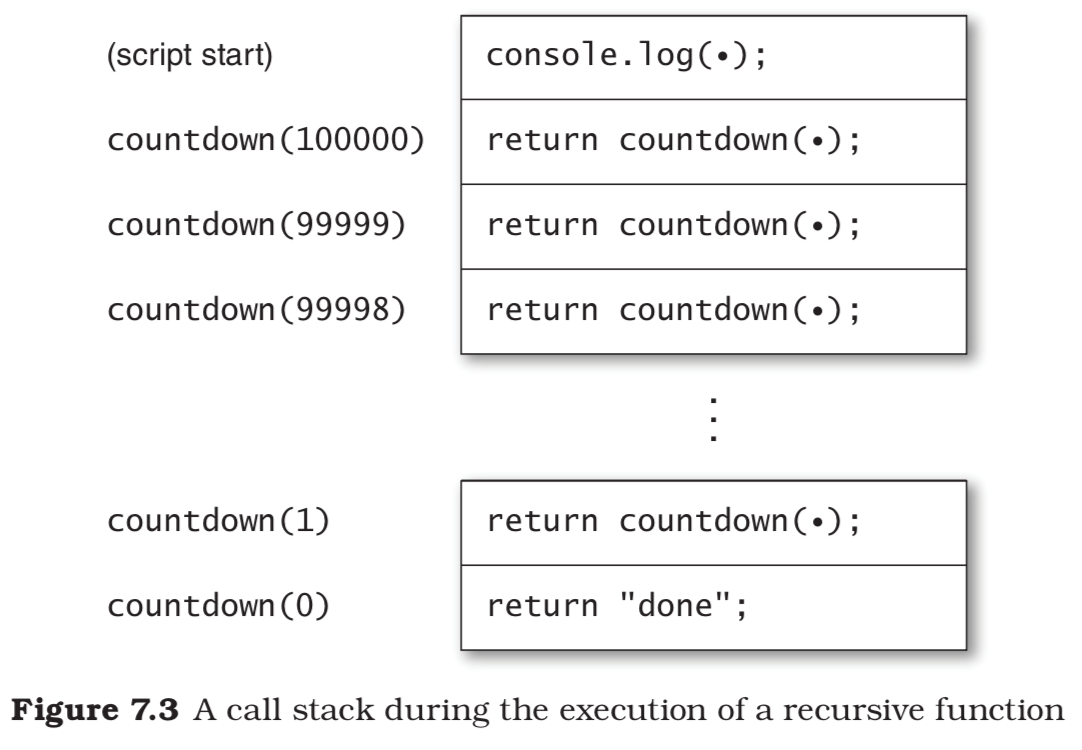 (script start) console.log(•);
countdown(100000) return countdown(•);
countdown(99999) return countdown(•);
countdown(99998) return countdown(•);
⋮
countdown(1) return countdown(•);
countdown(0) return "done";
Figure 7.3 A call stack during the execution of a recursive function